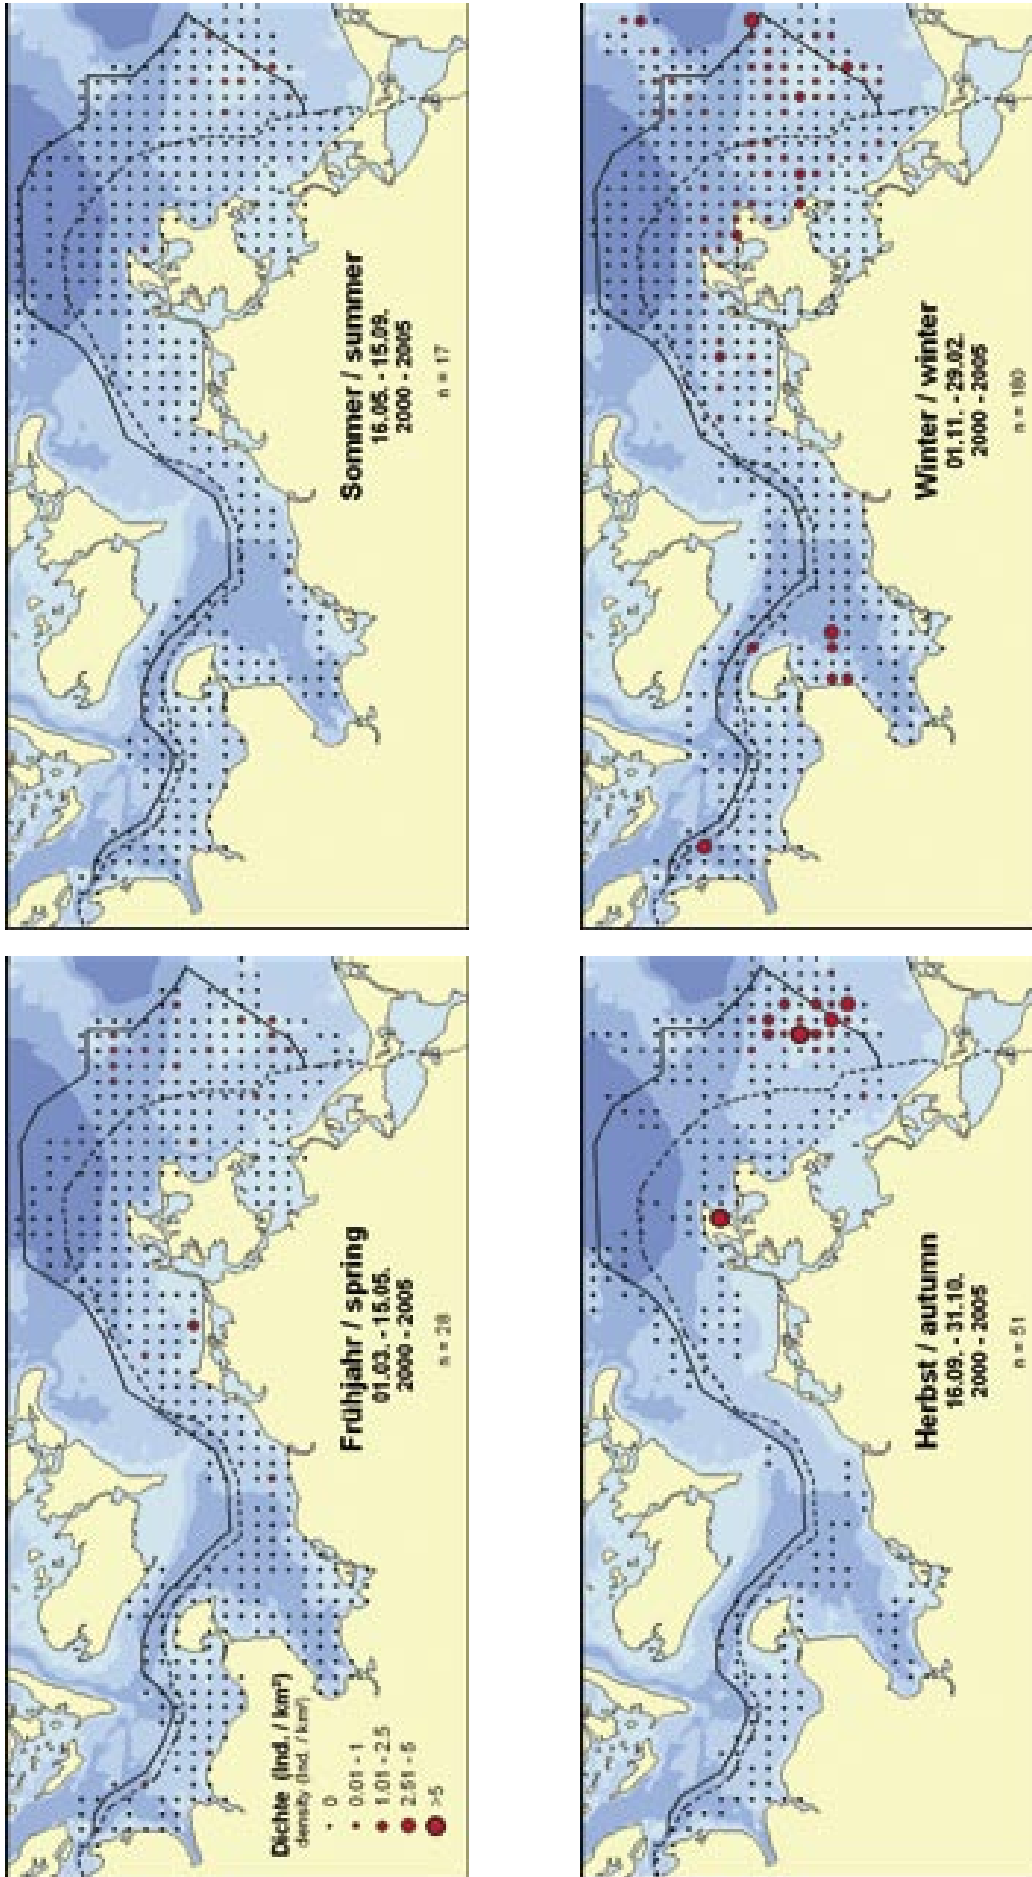 Frühjahr / spring
01.03. - 15.05.
2000 - 2005
n = 28
Dichte (Ind. / km²)
density (Ind. / km²)
0
0.01 - 1
1.01 - 2.5
2.51 - 5
>5
Sommer / summer
16.05. - 15.09.
2000 - 2005
n = 17
Herbst / autumn
16.09. - 31.10.
2000 - 2005
n = 51
Winter / winter
01.11. - 29.02.
2000 - 2005
n = 180